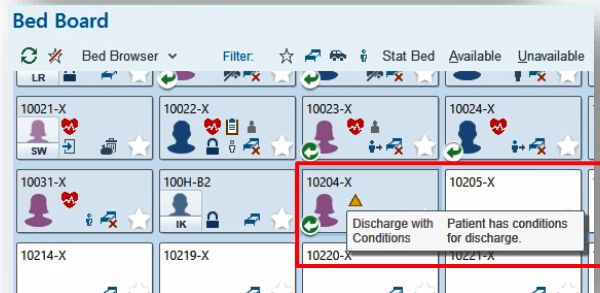 Bed Board
Bed Browser Filter: Stat Bed Available Unavailable
LR
10021-X 10022-X 10023-X 10024-X
SW
10031-X 100H-B2 10204-X 10205-X
IK
Discharge with Conditions Patient has conditions for discharge.
10214-X 10219-X 10220-X 10221-X